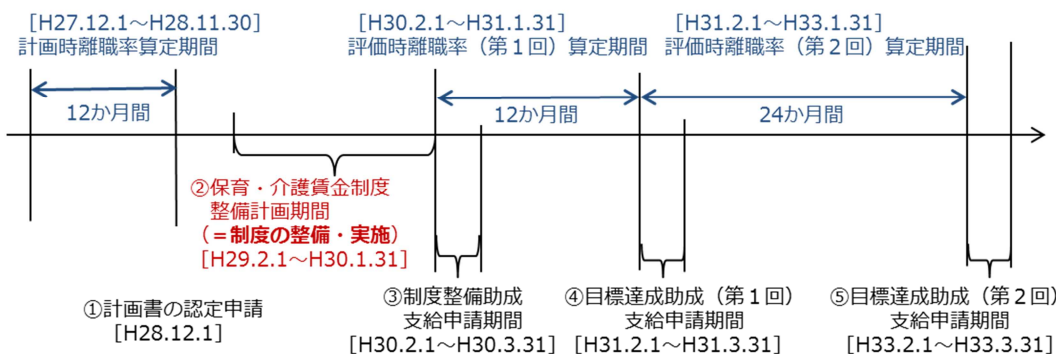 [H27.12.1～H28.11.30]
計画時離職率算定期間
12か月間
[H30.2.1～H31.1.31]
評価時離職率（第１回）算定期間
12か月間
[H31.2.1～H33.1.31]
評価時離職率（第２回）算定期間
24か月間
②保育・介護賃金制度
整備計画期間
（＝制度の整備・実施）
[H29.2.1～H30.1.31]
①計画書の認定申請
[H28.12.1]
③制度整備助成
支給申請期間
[H30.2.1～H30.3.31]
④目標達成助成（第１回）
支給申請期間
[H31.2.1～H31.3.31]
⑤目標達成助成（第２回）
支給申請期間
[H33.2.1～H33.3.31]